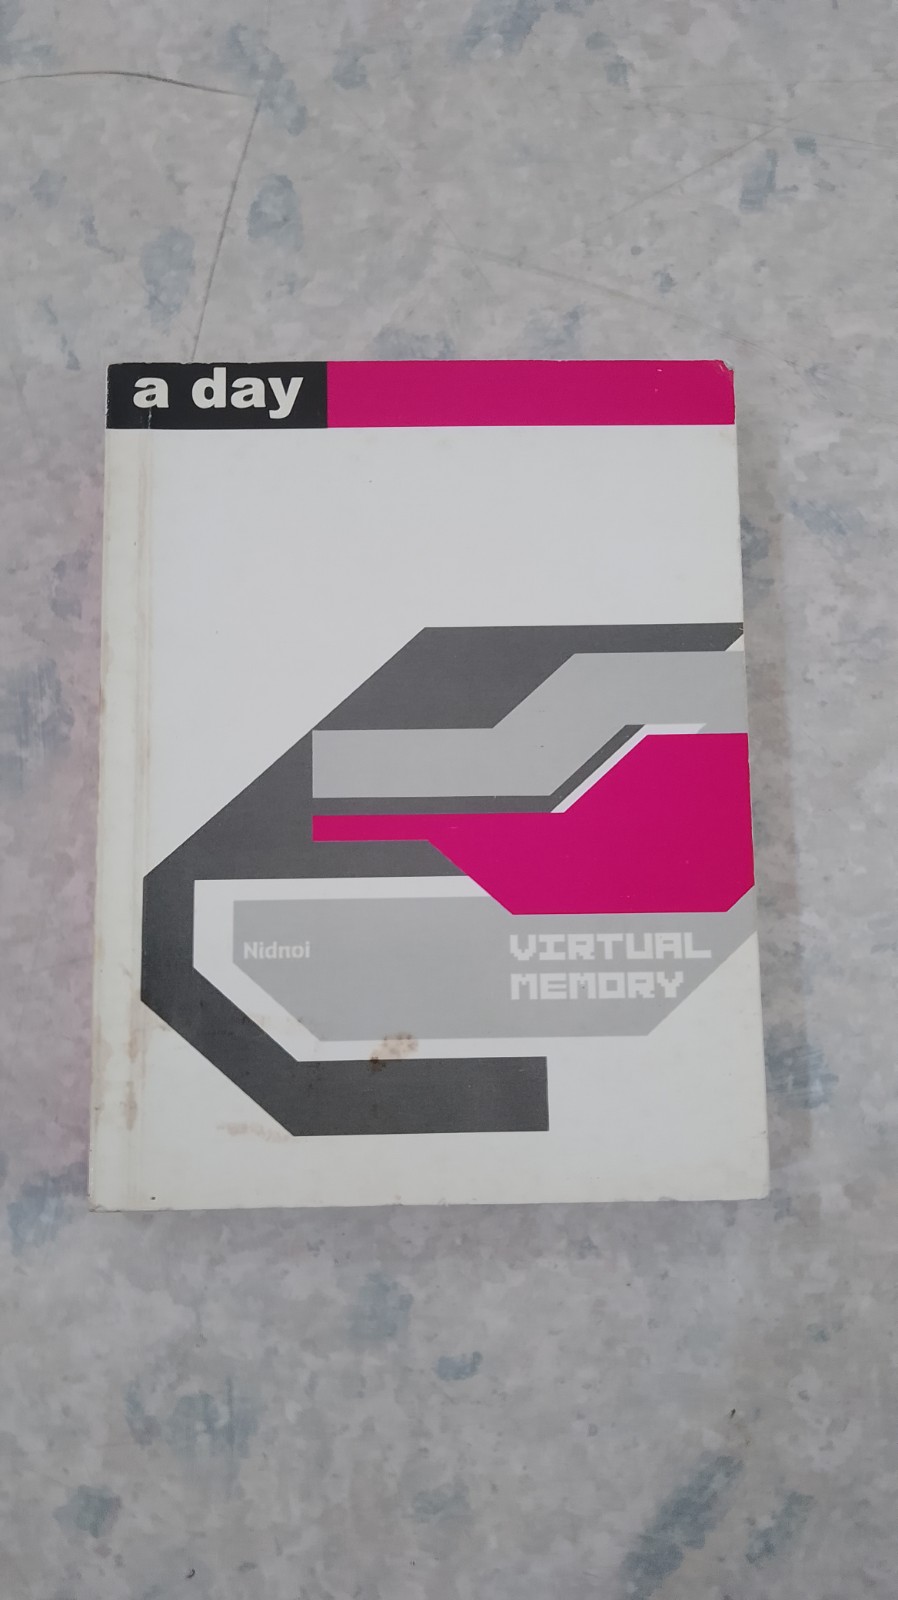 a day
Nidnoi
VIRTUAL
MEMORY